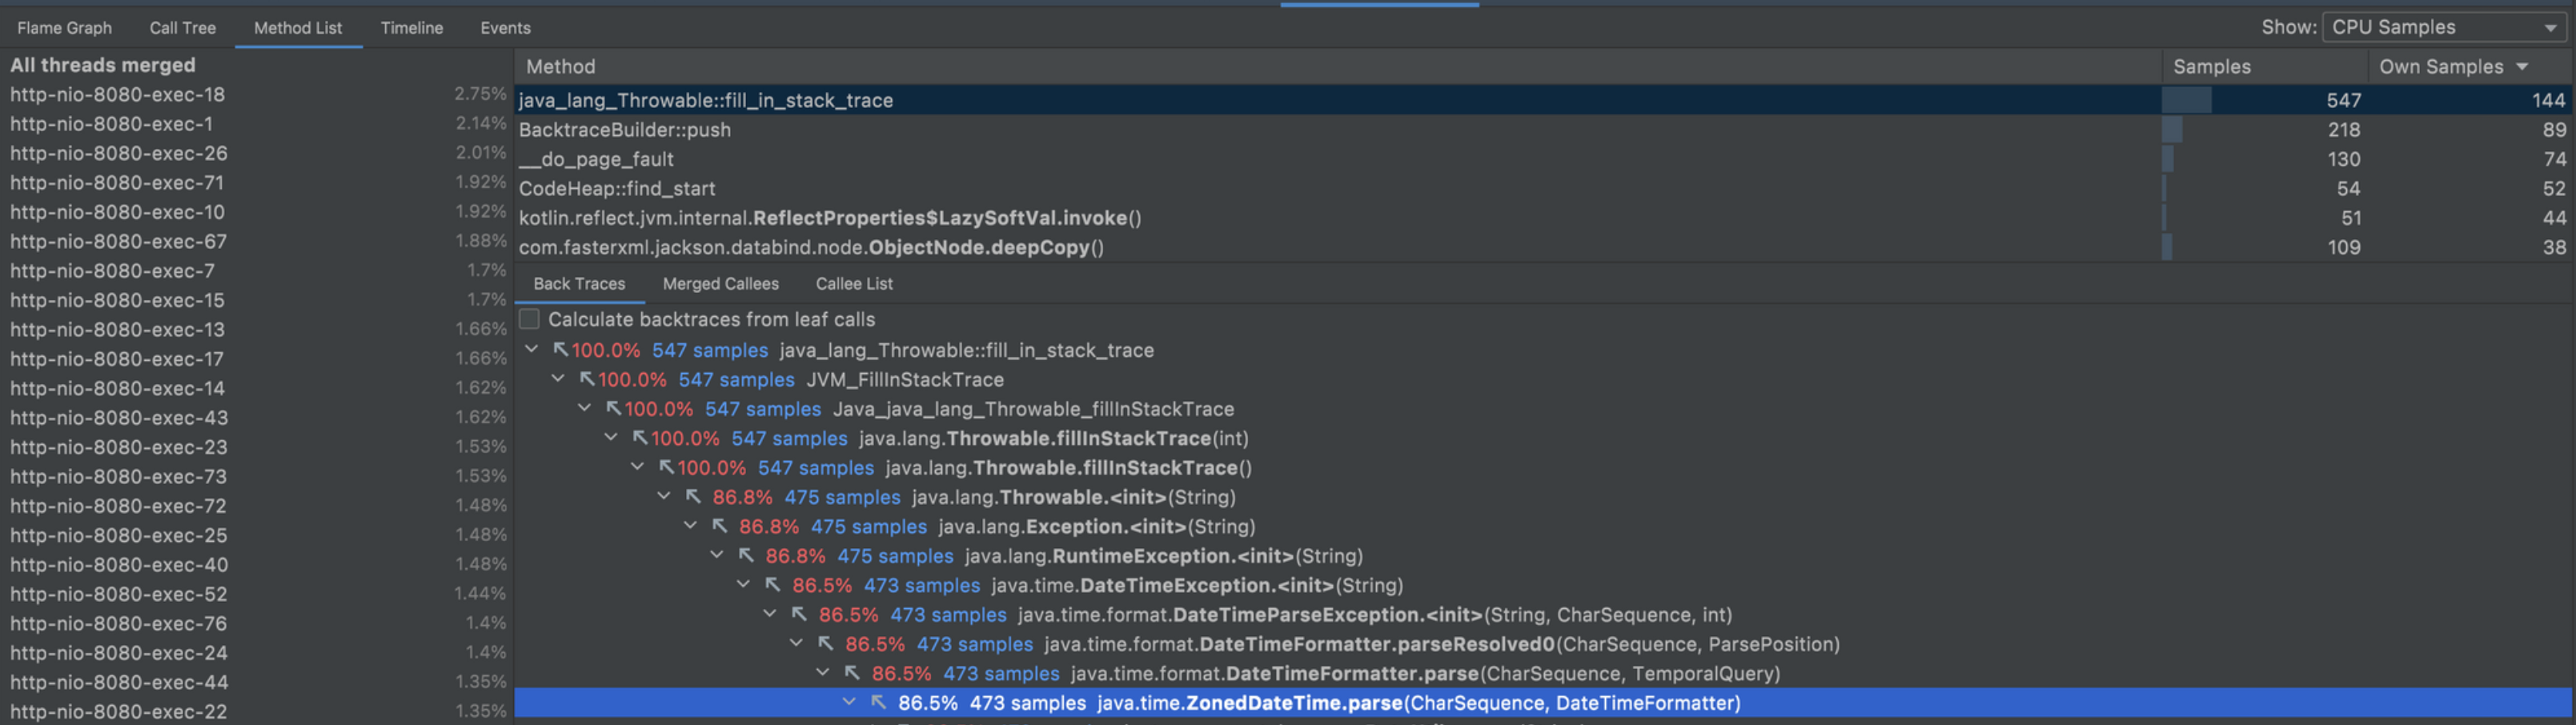 Flame Graph Call Tree Method List Timeline Events Show: CPU Samples
All threads merged
http-nio-8080-exec-18 2.75%
http-nio-8080-exec-1 2.14%
http-nio-8080-exec-26 2.01%
http-nio-8080-exec-71 1.92%
http-nio-8080-exec-10 1.92%
http-nio-8080-exec-67 1.88%
http-nio-8080-exec-7 1.7%
http-nio-8080-exec-15 1.7%
http-nio-8080-exec-13 1.66%
http-nio-8080-exec-17 1.66%
http-nio-8080-exec-14 1.62%
http-nio-8080-exec-43 1.62%
http-nio-8080-exec-23 1.53%
http-nio-8080-exec-73 1.53%
http-nio-8080-exec-72 1.48%
http-nio-8080-exec-25 1.48%
http-nio-8080-exec-40 1.48%
http-nio-8080-exec-52 1.44%
http-nio-8080-exec-76 1.4%
http-nio-8080-exec-24 1.4%
http-nio-8080-exec-44 1.35%
http-nio-8080-exec-22 1.35%
Method Samples Own Samples
java_lang_Throwable::fill_in_stack_trace 547 144
BacktraceBuilder::push 218 89
__do_page_fault 130 74
CodeHeap::find_start 54 52
kotlin.reflect.jvm.internal.ReflectProperties$LazySoftVal.invoke() 51 44
com.fasterxml.jackson.databind.node.ObjectNode.deepCopy() 109 38
Back Traces Merged Callees Callee List
Calculate backtraces from leaf calls
100.0% 547 samples java_lang_Throwable::fill_in_stack_trace
100.0% 547 samples JVM_FillInStackTrace
100.0% 547 samples Java_java_lang_Throwable_fillInStackTrace
100.0% 547 samples java.lang.Throwable.fillInStackTrace(int)
100.0% 547 samples java.lang.Throwable.fillInStackTrace()
86.8% 475 samples java.lang.Throwable.<init>(String)
86.8% 475 samples java.lang.Exception.<init>(String)
86.8% 475 samples java.lang.RuntimeException.<init>(String)
86.5% 473 samples java.time.DateTimeException.<init>(String)
86.5% 473 samples java.time.format.DateTimeParseException.<init>(String, CharSequence, int)
86.5% 473 samples java.time.format.DateTimeFormatter.parseResolved0(CharSequence, ParsePosition)
86.5% 473 samples java.time.format.DateTimeFormatter.parse(CharSequence, TemporalQuery)
86.5% 473 samples java.time.ZonedDateTime.parse(CharSequence, DateTimeFormatter)